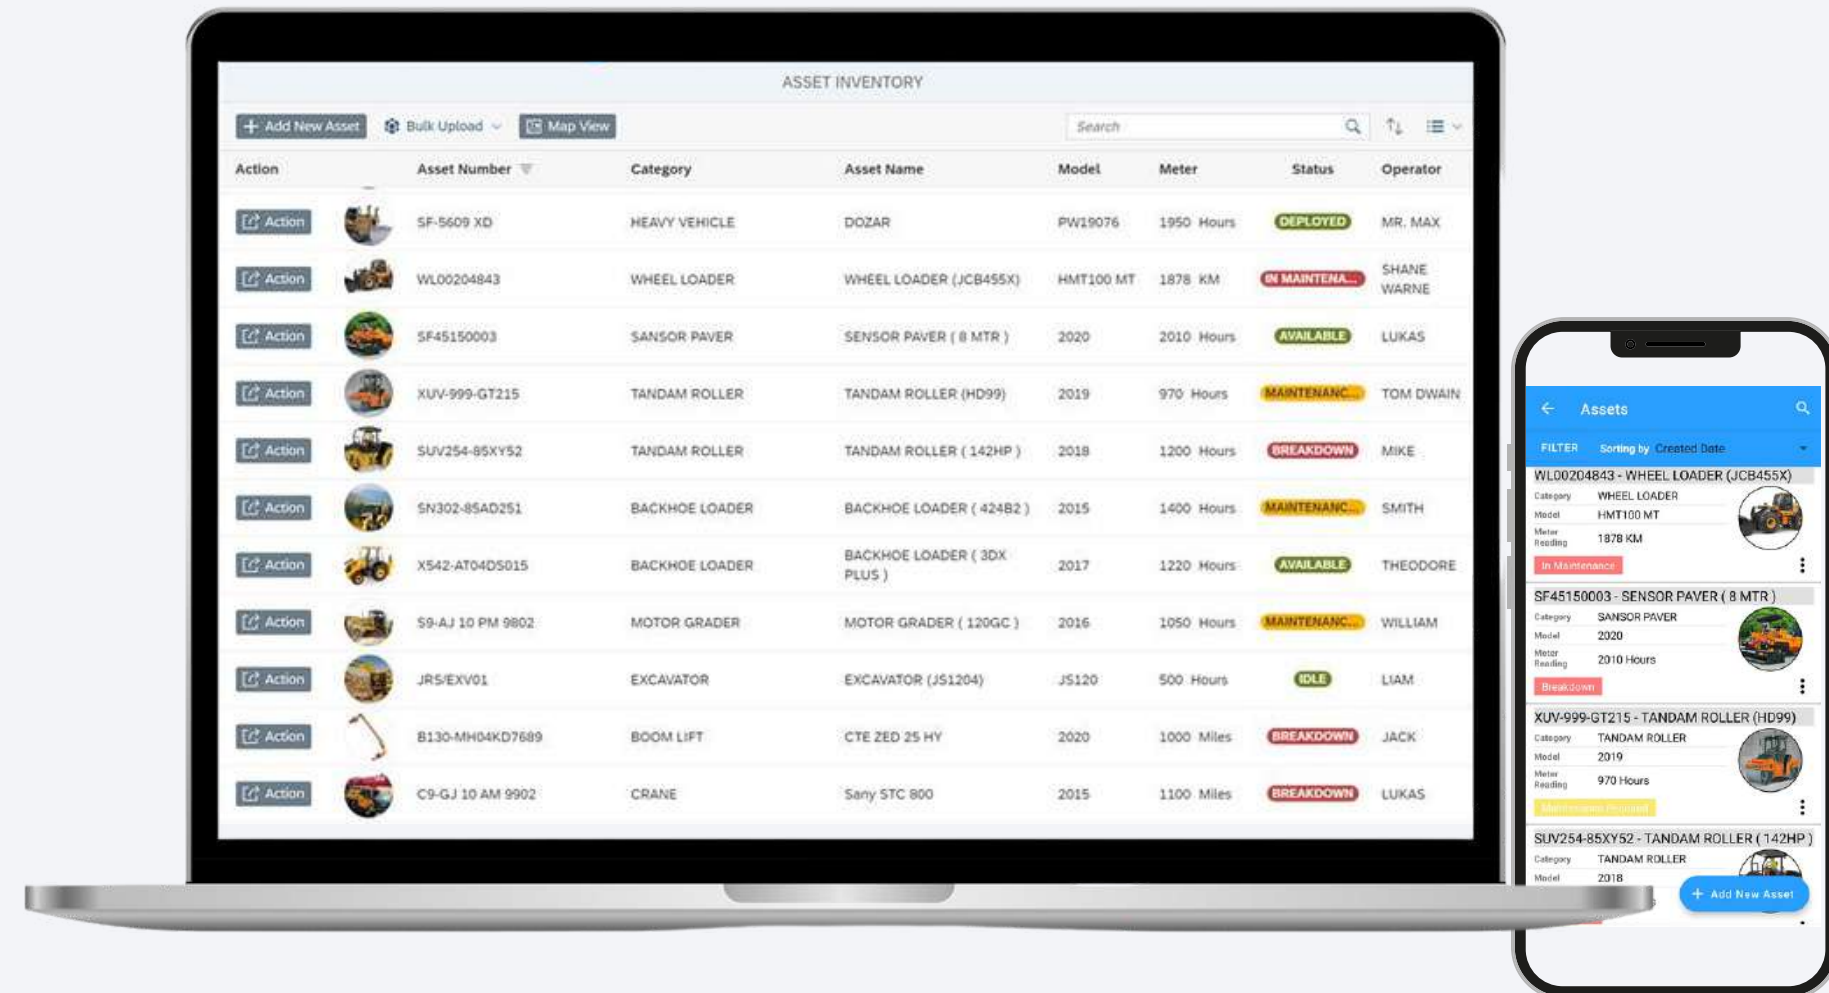 ASSET INVENTORY
+ Add New Asset Bulk Upload Map View Search
Action Asset Number Category Asset Name Model Meter Status Operator
Action SF-5609 XD HEAVY VEHICLE DOZAR PW19076 1950 Hours DEPLOYED MR. MAX
Action WL00204843 WHEEL LOADER WHEEL LOADER (JCB455X) HMT100 MT 1878 KM IN MAINTENA... SHANE
WARNE
Action SF45150003 SANSOR PAVER SENSOR PAVER ( 8 MTR ) 2020 2010 Hours AVAILABLE LUKAS
Action XUV-999-GT215 TANDAM ROLLER TANDAM ROLLER (HD99) 2019 970 Hours MAINTENANC... TOM DWAIN
Action SUV254-85XY52 TANDAM ROLLER TANDAM ROLLER ( 142HP ) 2018 1200 Hours BREAKDOWN MIKE
Action SN302-85AD251 BACKHOE LOADER BACKHOE LOADER ( 424B2 ) 2015 1400 Hours MAINTENANC... SMITH
Action X542-AT04DS015 BACKHOE LOADER BACKHOE LOADER ( 3DX 2017 1220 Hours AVAILABLE THEODORE
PLUS )
Action S9-AJ 10 PM 9802 MOTOR GRADER MOTOR GRADER ( 120GC ) 2016 1050 Hours MAINTENANC... WILLIAM
Action JRS/EXV01 EXCAVATOR EXCAVATOR (JS1204) JS120 500 Hours IDLE LIAM
Action B130-MH04KD7689 BOOM LIFT CTE ZED 25 HY 2020 1000 Miles BREAKDOWN JACK
Action C9-GJ 10 AM 9902 CRANE Sany STC 800 2015 1100 Miles BREAKDOWN LUKAS
Assets
FILTER Sorting by Created Date
WL00204843 - WHEEL LOADER (JCB455X)
Category WHEEL LOADER
Model HMT100 MT
Meter
Reading 1878 KM
In Maintenance
SF45150003 - SENSOR PAVER ( 8 MTR )
Category SANSOR PAVER
Model 2020
Meter
Reading 2010 Hours
Breakdown
XUV-999-GT215 - TANDAM ROLLER (HD99)
Category TANDAM ROLLER
Model 2019
Meter
Reading 970 Hours
Maintenance Required
SUV254-85XY52 - TANDAM ROLLER ( 142HP )
Category TANDAM ROLLER
Model 2018
+ Add New Asset